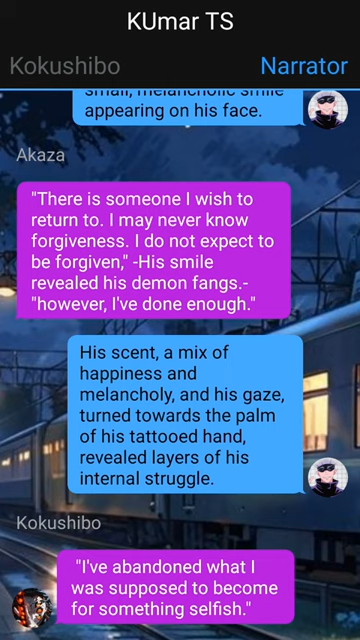 KUmar TS
Kokushibo
Narrator
small, melancholic smile
appearing on his face.
Akaza
"There is someone I wish to
return to. I may never know
forgiveness. I do not expect to
be forgiven," -His smile
revealed his demon fangs.-
"however, I've done enough."
His scent, a mix of
happiness and
melancholy, and his gaze,
turned towards the palm
of his tattooed hand,
revealed layers of his
internal struggle.
Kokushibo
"I've abandoned what I
was supposed to become
for something selfish."